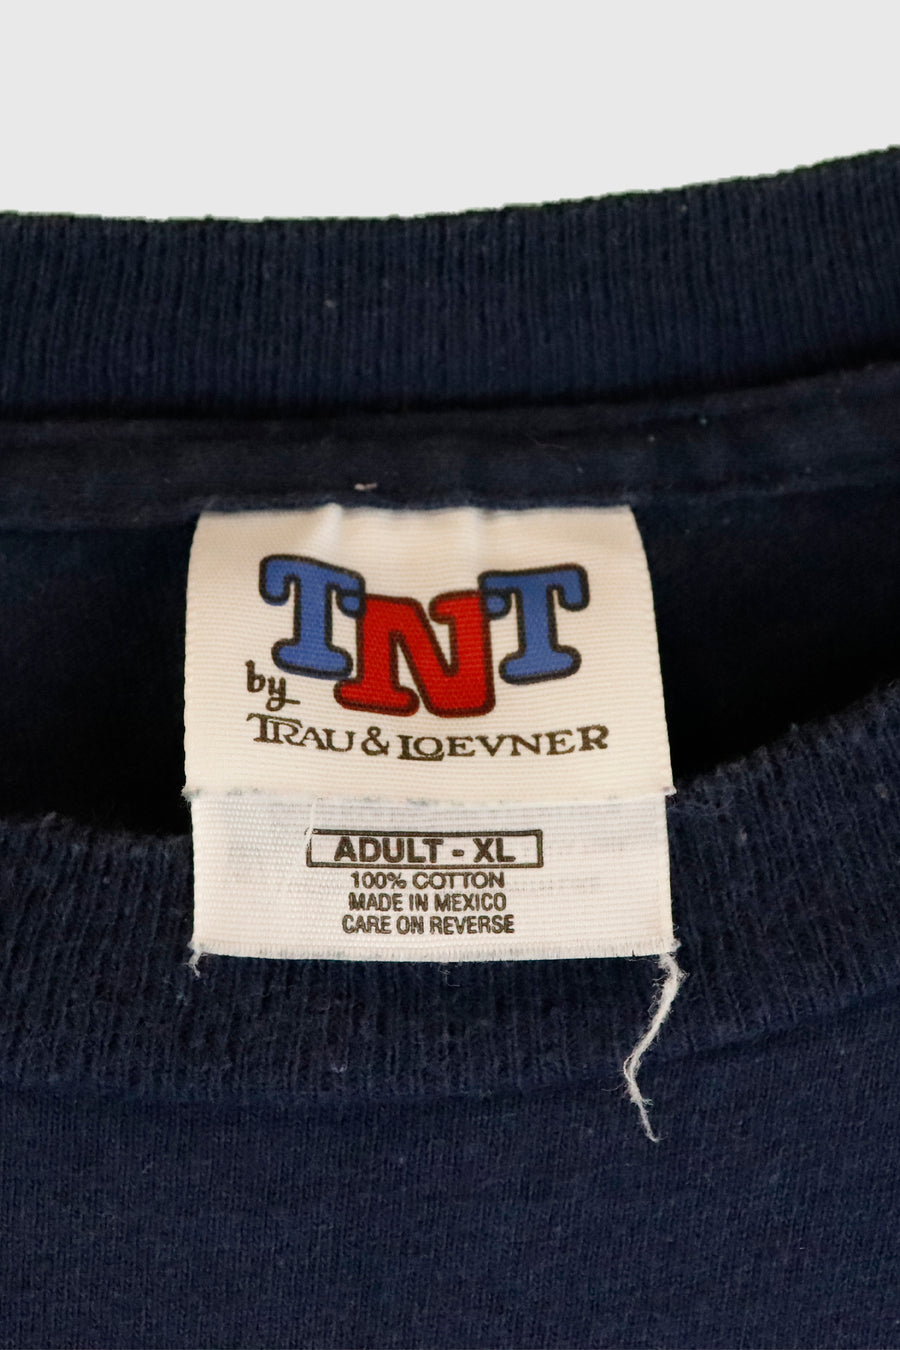 TNT
by
TRAU & LOEVNER
ADULT - XL
100% COTTON
MADE IN MEXICO
CARE ON REVERSE